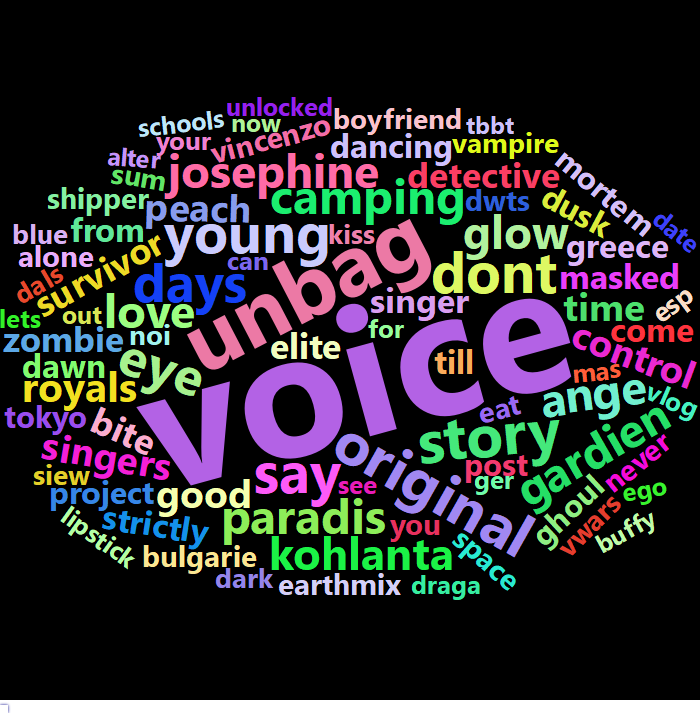 unlocked
schools
now
boyfriend
tbbt
your
vincenzo
dancing
vampire
alter
sum
josephine
detective
mortem
shipper
peach
camping
dwts
dusk
date
blue
from
young
kiss
glow
greece
alone
survivor
can
unbag
dont
masked
dals
days
singer
esp
lets
out
love
for
time
come
zombie
noi
elite
till
control
dawn
eye
voice
mas
royals
ange
vlog
tokyo
bite
eat
story
gardien
singers
say
original
post
never
siew
see
ger
ego
project
good
ghoul
vwars
strictly
paradis
you
buffy
lipstick
bulgarie
kohlanta
space
dark
earthmix
draga